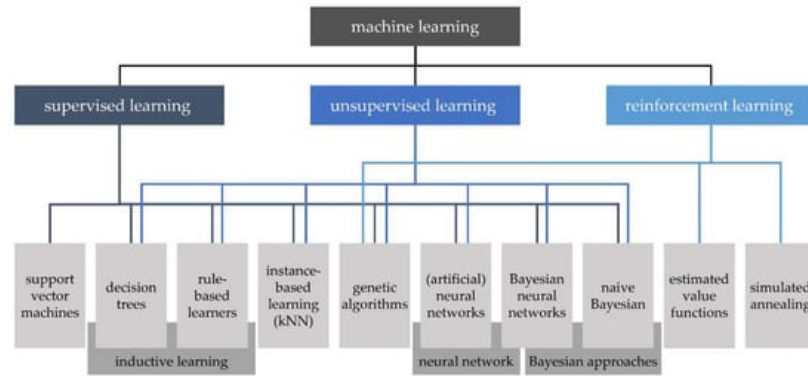 machine learning
supervised learning
unsupervised learning
reinforcement learning
support
vector
machines
decision
trees
rule-
based
learners
instance-
based
learning
(kNN)
genetic
algorithms
(artificial)
neural
networks
Bayesian
neural
networks
naive
Bayesian
estimated
value
functions
simulated
annealing
inductive learning
neural network
Bayesian approaches